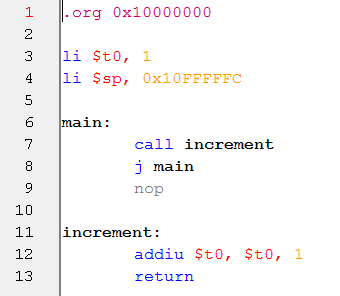 1 .org 0x10000000
2
3 li $t0, 1
4 li $sp, 0x10FFFFFC
5
6 main:
7 call increment
8 j main
9 nop
10
11 increment:
12 addiu $t0, $t0, 1
13 return